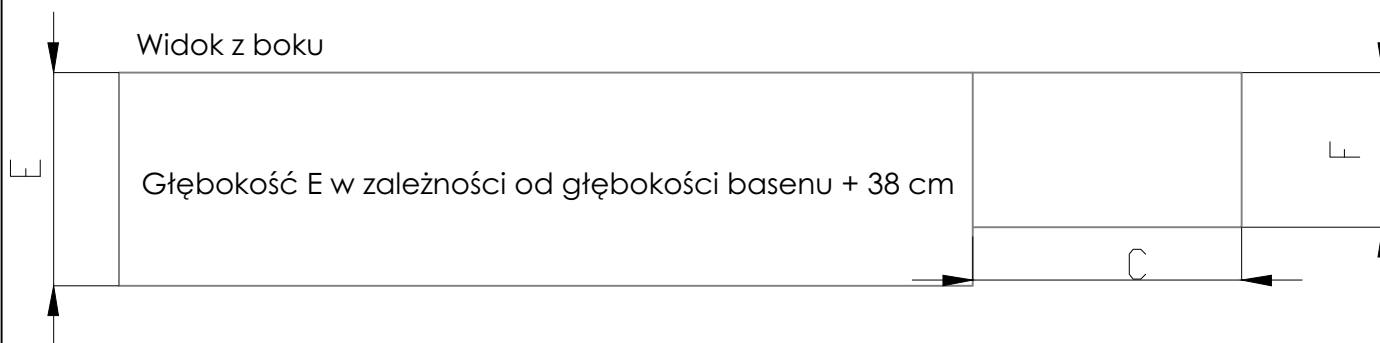 Widok z boku
E
Głębokość E w zależności od głębokości basenu + 38 cm
F
C